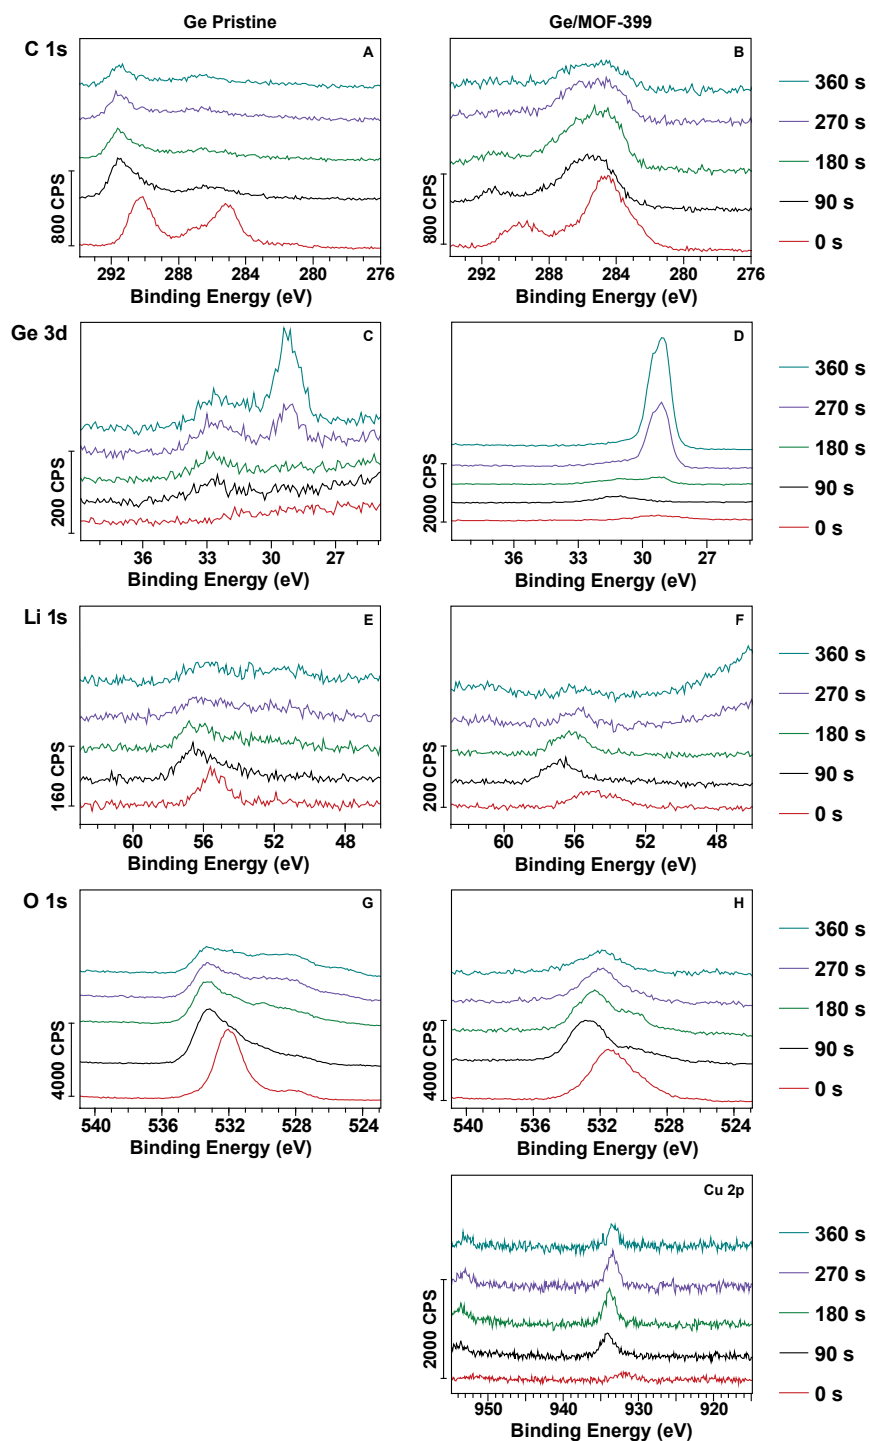 Ge Pristine
Ge/MOF-399
C 1s
A
B
800 CPS
800 CPS
360 s
270 s
180 s
90 s
0 s
292 288 284 280 276
292 288 284 280 276
Binding Energy (eV)
Binding Energy (eV)
Ge 3d
C
D
200 CPS
2000 CPS
360 s
270 s
180 s
90 s
0 s
36 33 30 27
36 33 30 27
Binding Energy (eV)
Binding Energy (eV)
Li 1s
E
F
160 CPS
200 CPS
360 s
270 s
180 s
90 s
0 s
60 56 52 48
60 56 52 48
Binding Energy (eV)
Binding Energy (eV)
O 1s
G
H
4000 CPS
4000 CPS
360 s
270 s
180 s
90 s
0 s
540 536 532 528 524
540 536 532 528 524
Binding Energy (eV)
Binding Energy (eV)
Cu 2p
2000 CPS
360 s
270 s
180 s
90 s
0 s
950 940 930 920
Binding Energy (eV)